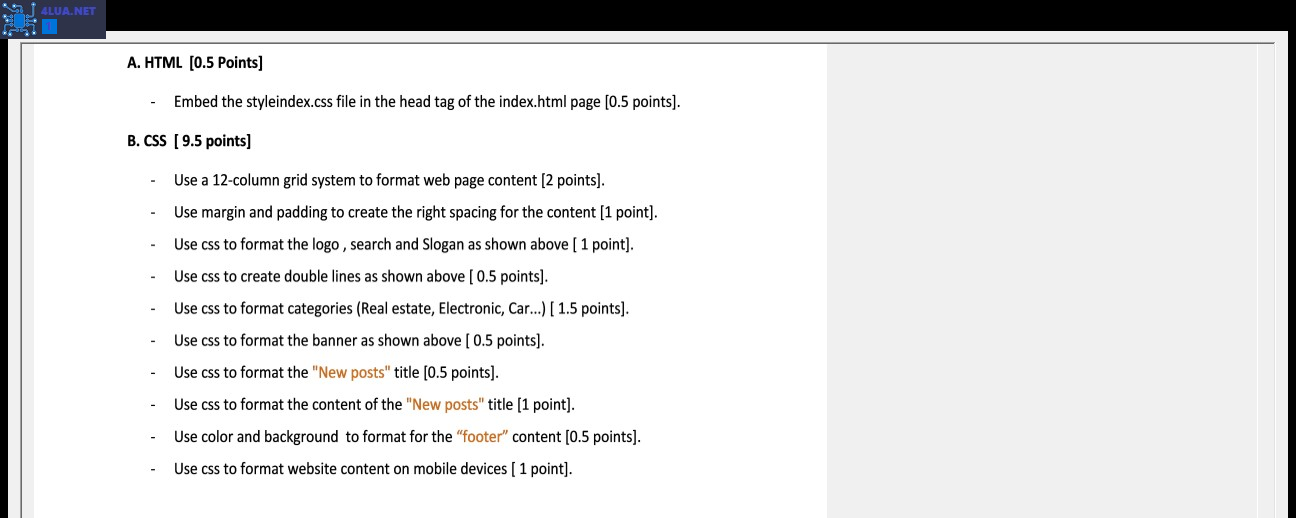 4LUA.NET
A. HTML [0.5 Points]
- Embed the styleindex.css file in the head tag of the index.html page [0.5 points].
B. CSS [ 9.5 points]
- Use a 12-column grid system to format web page content [2 points].
- Use margin and padding to create the right spacing for the content [1 point].
- Use css to format the logo , search and Slogan as shown above [ 1 point].
- Use css to create double lines as shown above [ 0.5 points].
- Use css to format categories (Real estate, Electronic, Car...) [ 1.5 points].
- Use css to format the banner as shown above [ 0.5 points].
- Use css to format the "New posts" title [0.5 points].
- Use css to format the content of the "New posts" title [1 point].
- Use color and background  to format for the “footer” content [0.5 points].
- Use css to format website content on mobile devices [ 1 point].